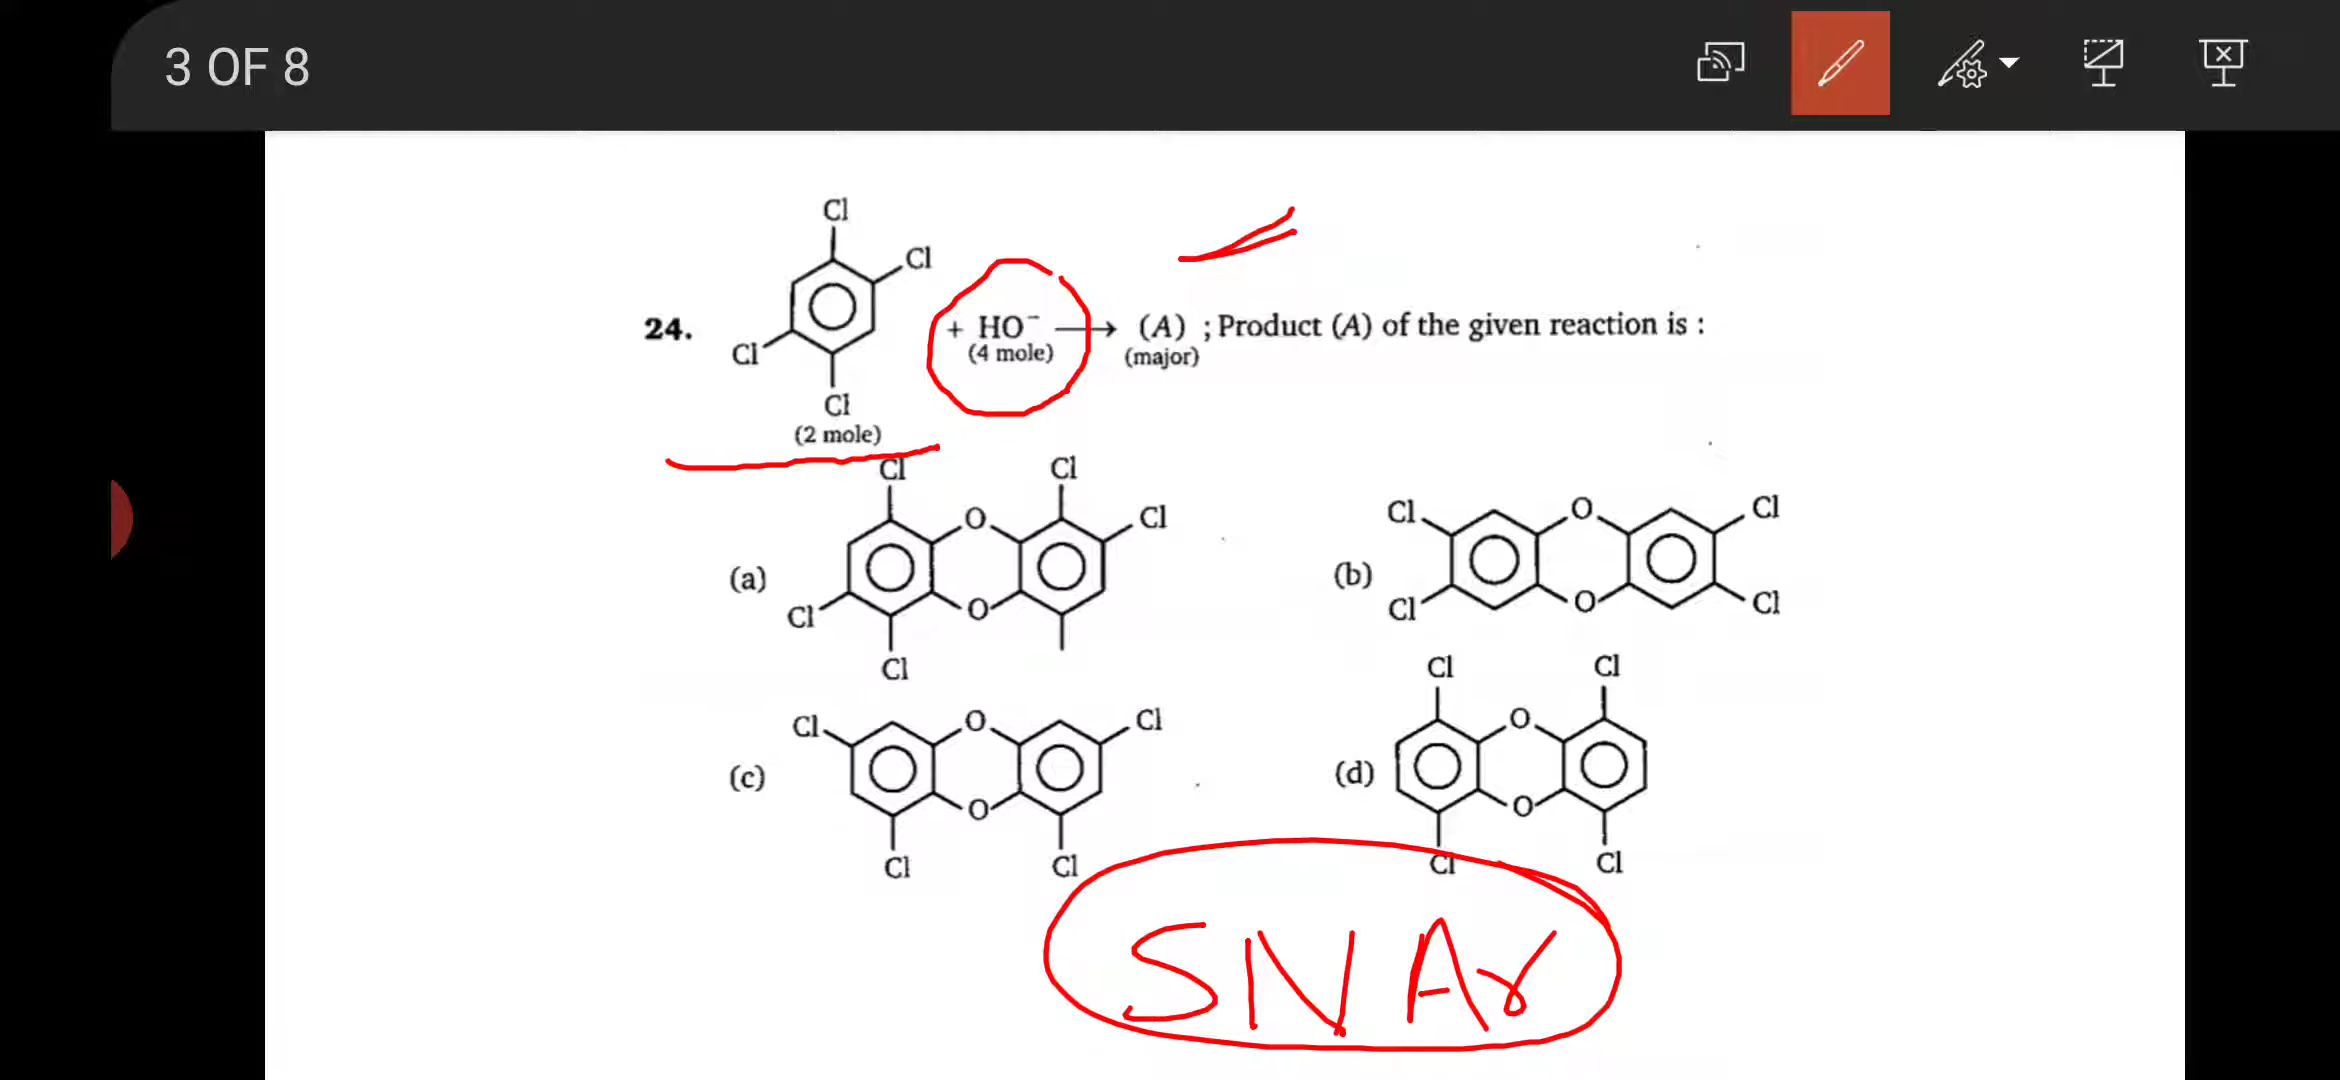 3 OF 8
Cl
Cl
24.
+ HO⁻ ⟶ (A) ; Product (A) of the given reaction is :
(4 mole)
(major)
Cl
Cl
(2 mole)
Cl
Cl
O
Cl
(a)
Cl
O
Cl
Cl
O
Cl
(b)
Cl
O
Cl
Cl
O
Cl
(c)
O
Cl
Cl
Cl
Cl
O
(d)
O
Cl
Cl
SNAr